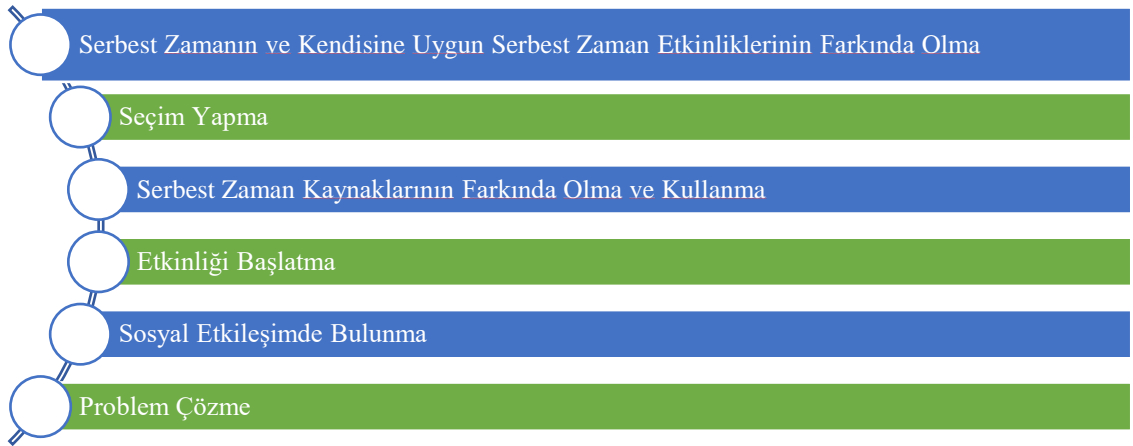 Serbest Zamanın ve Kendisine Uygun Serbest Zaman Etkinliklerinin Farkında Olma
Seçim Yapma
Serbest Zaman Kaynaklarının Farkında Olma ve Kullanma
Etkinliği Başlatma
Sosyal Etkileşimde Bulunma
Problem Çözme